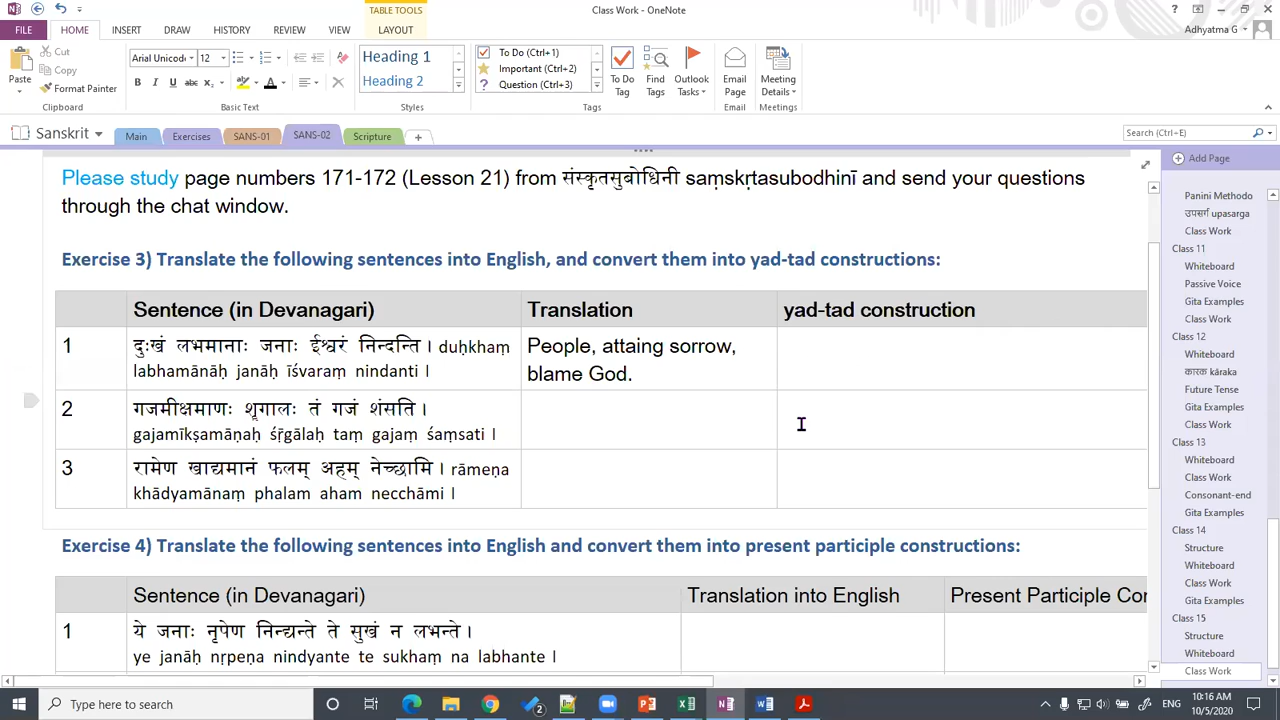 TABLE TOOLS
Class Work - OneNote
FILE HOME INSERT DRAW HISTORY REVIEW VIEW LAYOUT
Adhyatma G
Cut
Copy
Format Painter
Paste
Arial Unicod 12
B I U abc
Heading 1
Heading 2
To Do (Ctrl+1)
Important (Ctrl+2)
Question (Ctrl+3)
To Do Tag
Find Tags
Outlook Tasks
Email Page
Meeting Details
Clipboard Basic Text Styles Tags Email Meetings
Sanskrit Main Exercises SANS-01 SANS-02 Scripture
Search (Ctrl+E)
Please study page numbers 171-172 (Lesson 21) from संस्कृतसुबोधिनी saṃskṛtasubodhinī and send your questions
through the chat window.
Exercise 3) Translate the following sentences into English, and convert them into yad-tad constructions:
Sentence (in Devanagari) Translation yad-tad construction
1 दुःखं लभमानाः जनाः ईश्वरं निन्दन्ति। duḥkhaṃ
labhamānāḥ janāḥ īśvaraṃ nindanti l
People, attaing sorrow,
blame God.
2 गजमीक्षमाणः शृगालः तं गजं शंसति।
gajamīkṣamāṇaḥ śṛgālaḥ taṃ gajaṃ śaṃsati l
3 रामेण खाद्यमानं फलम् अहम् नेच्छामि। rāmeṇa
khādyamānaṃ phalam aham necchāmi l
Exercise 4) Translate the following sentences into English and convert them into present participle constructions:
Sentence (in Devanagari) Translation into English Present Participle Cor
1 ये जनाः नृपेण निन्द्यन्ते ते सुखं न लभन्ते।
ye janāḥ nṛpeṇa nindyante te sukhaṃ na labhante l
Add Page
Panini Methodo
उपसर्ग upasarga
Class Work
Class 11
Whiteboard
Passive Voice
Gita Examples
Class Work
Class 12
Whiteboard
कारक kāraka
Future Tense
Gita Examples
Class Work
Class 13
Whiteboard
Class Work
Consonant-end
Gita Examples
Class 14
Structure
Whiteboard
Class Work
Gita Examples
Class 15
Structure
Whiteboard
Class Work
Type here to search
2
ENG
10:16 AM
10/5/2020